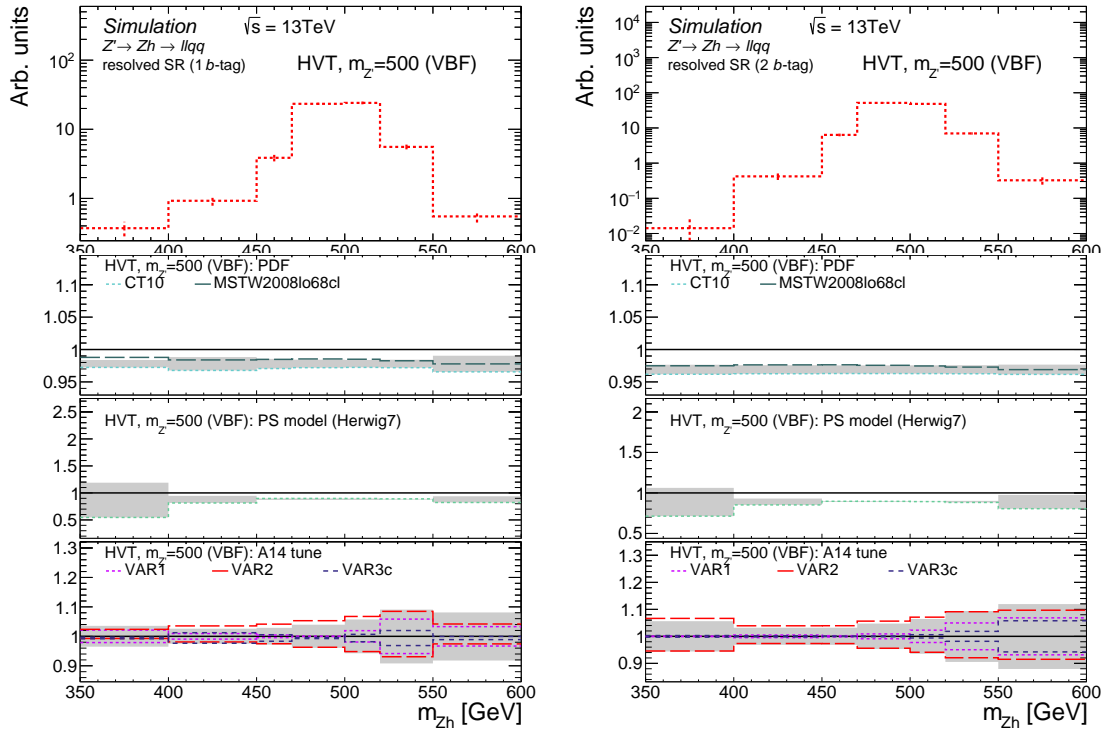 Simulation √s = 13TeV
Z'→ Zh → llqq
resolved SR (1 b-tag)
HVT, m_Z'=500 (VBF)
Arb. units
10²
10
1
350 400 450 500 550 600
HVT, m_Z'=500 (VBF): PDF
CT10 MSTW2008lo68cl
1.1
1.05
1
0.95
HVT, m_Z'=500 (VBF): PS model (Herwig7)
2.5
2
1.5
1
0.5
HVT, m_Z'=500 (VBF): A14 tune
VAR1 VAR2 VAR3c
1.3
1.2
1.1
1
0.9
350 400 450 500 550 600
m_Zh [GeV]
Simulation √s = 13TeV
Z'→ Zh → llqq
resolved SR (2 b-tag)
HVT, m_Z'=500 (VBF)
Arb. units
10⁴
10³
10²
10
1
10⁻¹
10⁻²
350 400 450 500 550 600
HVT, m_Z'=500 (VBF): PDF
CT10 MSTW2008lo68cl
1.1
1.05
1
0.95
HVT, m_Z'=500 (VBF): PS model (Herwig7)
2
1.5
1
0.5
HVT, m_Z'=500 (VBF): A14 tune
VAR1 VAR2 VAR3c
1.3
1.2
1.1
1
0.9
350 400 450 500 550 600
m_Zh [GeV]